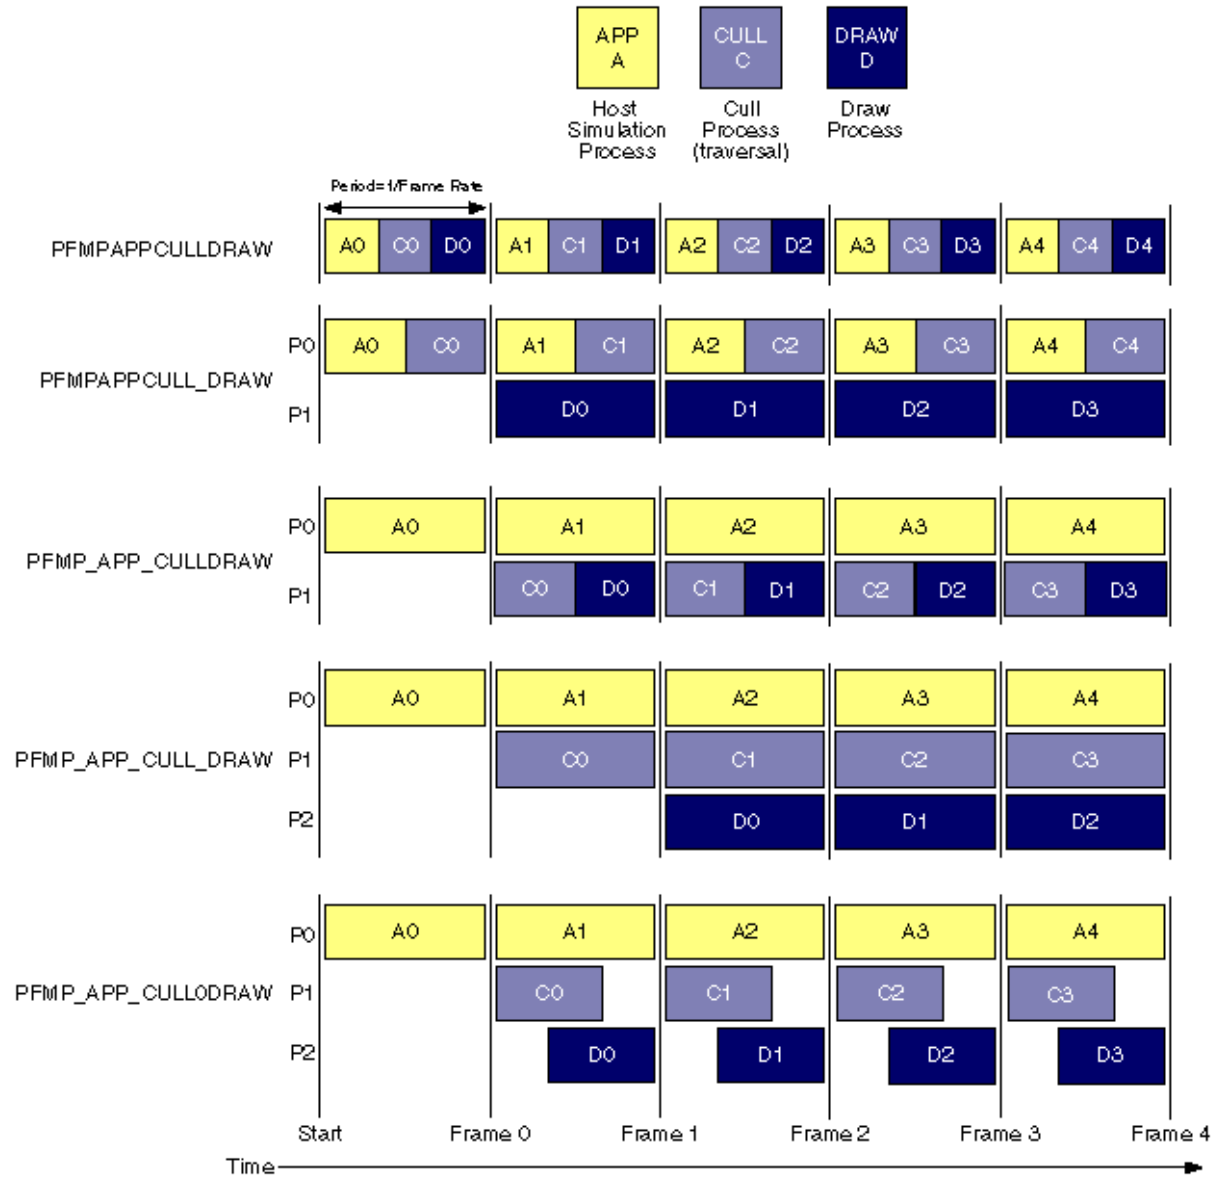 APP CULL DRAW
A C D
Host Cull Draw
Simulation Process Process
Process (traversal)
Period=1/Frame Rate
PFMPAPPCULLDRAW A0 C0 D0 A1 C1 D1 A2 C2 D2 A3 C3 D3 A4 C4 D4
P0 A0 C0 A1 C1 A2 C2 A3 C3 A4 C4
PFMPAPPCULL_DRAW
P1 D0 D1 D2 D3
P0 A0 A1 A2 A3 A4
PFMP_APP_CULLDRAW
P1 C0 D0 C1 D1 C2 D2 C3 D3
P0 A0 A1 A2 A3 A4
PFMP_APP_CULL_DRAW P1 C0 C1 C2 C3
P2 D0 D1 D2
P0 A0 A1 A2 A3 A4
PFMP_APP_CULL0DRAW P1 C0 C1 C2 C3
P2 D0 D1 D2 D3
Start Frame 0 Frame 1 Frame 2 Frame 3 Frame 4
Time